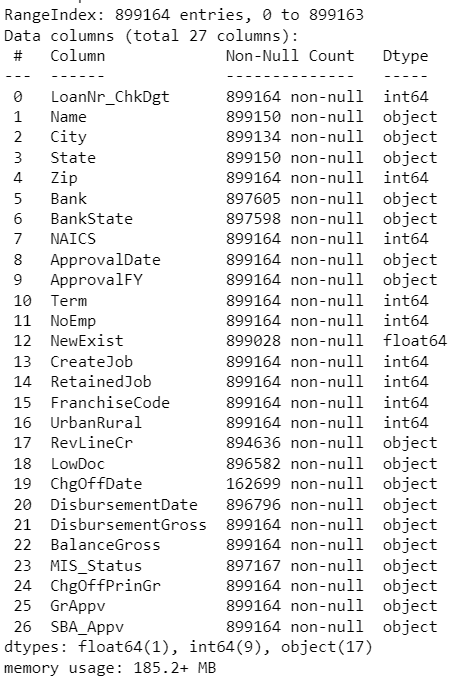 RangeIndex: 899164 entries, 0 to 899163
Data columns (total 27 columns):
 #   Column             Non-Null Count   Dtype
---  ------             --------------   -----
 0   LoanNr_ChkDgt      899164 non-null  int64
 1   Name               899150 non-null  object
 2   City               899134 non-null  object
 3   State              899150 non-null  object
 4   Zip                899164 non-null  int64
 5   Bank               897605 non-null  object
 6   BankState          897598 non-null  object
 7   NAICS              899164 non-null  int64
 8   ApprovalDate       899164 non-null  object
 9   ApprovalFY         899164 non-null  object
 10  Term               899164 non-null  int64
 11  NoEmp              899164 non-null  int64
 12  NewExist           899028 non-null  float64
 13  CreateJob          899164 non-null  int64
 14  RetainedJob        899164 non-null  int64
 15  FranchiseCode      899164 non-null  int64
 16  UrbanRural         899164 non-null  int64
 17  RevLineCr          894636 non-null  object
 18  LowDoc             896582 non-null  object
 19  ChgOffDate         162699 non-null  object
 20  DisbursementDate   896796 non-null  object
 21  DisbursementGross  899164 non-null  object
 22  BalanceGross       899164 non-null  object
 23  MIS_Status         897167 non-null  object
 24  ChgOffPrinGr       899164 non-null  object
 25  GrAppv             899164 non-null  object
 26  SBA_Appv           899164 non-null  object
dtypes: float64(1), int64(9), object(17)
memory usage: 185.2+ MB